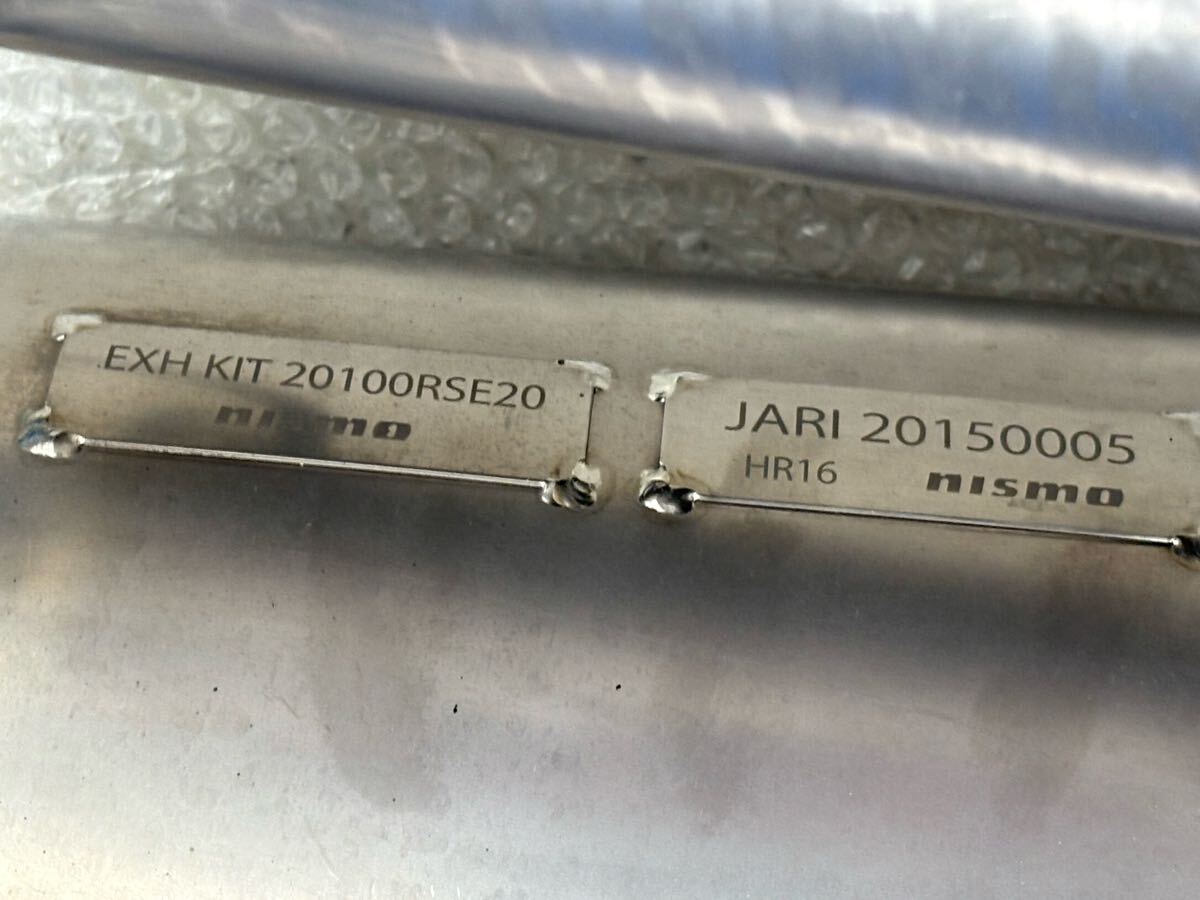 EXH KIT 20100RSE20
nismo
JARI 20150005
HR16 nismo